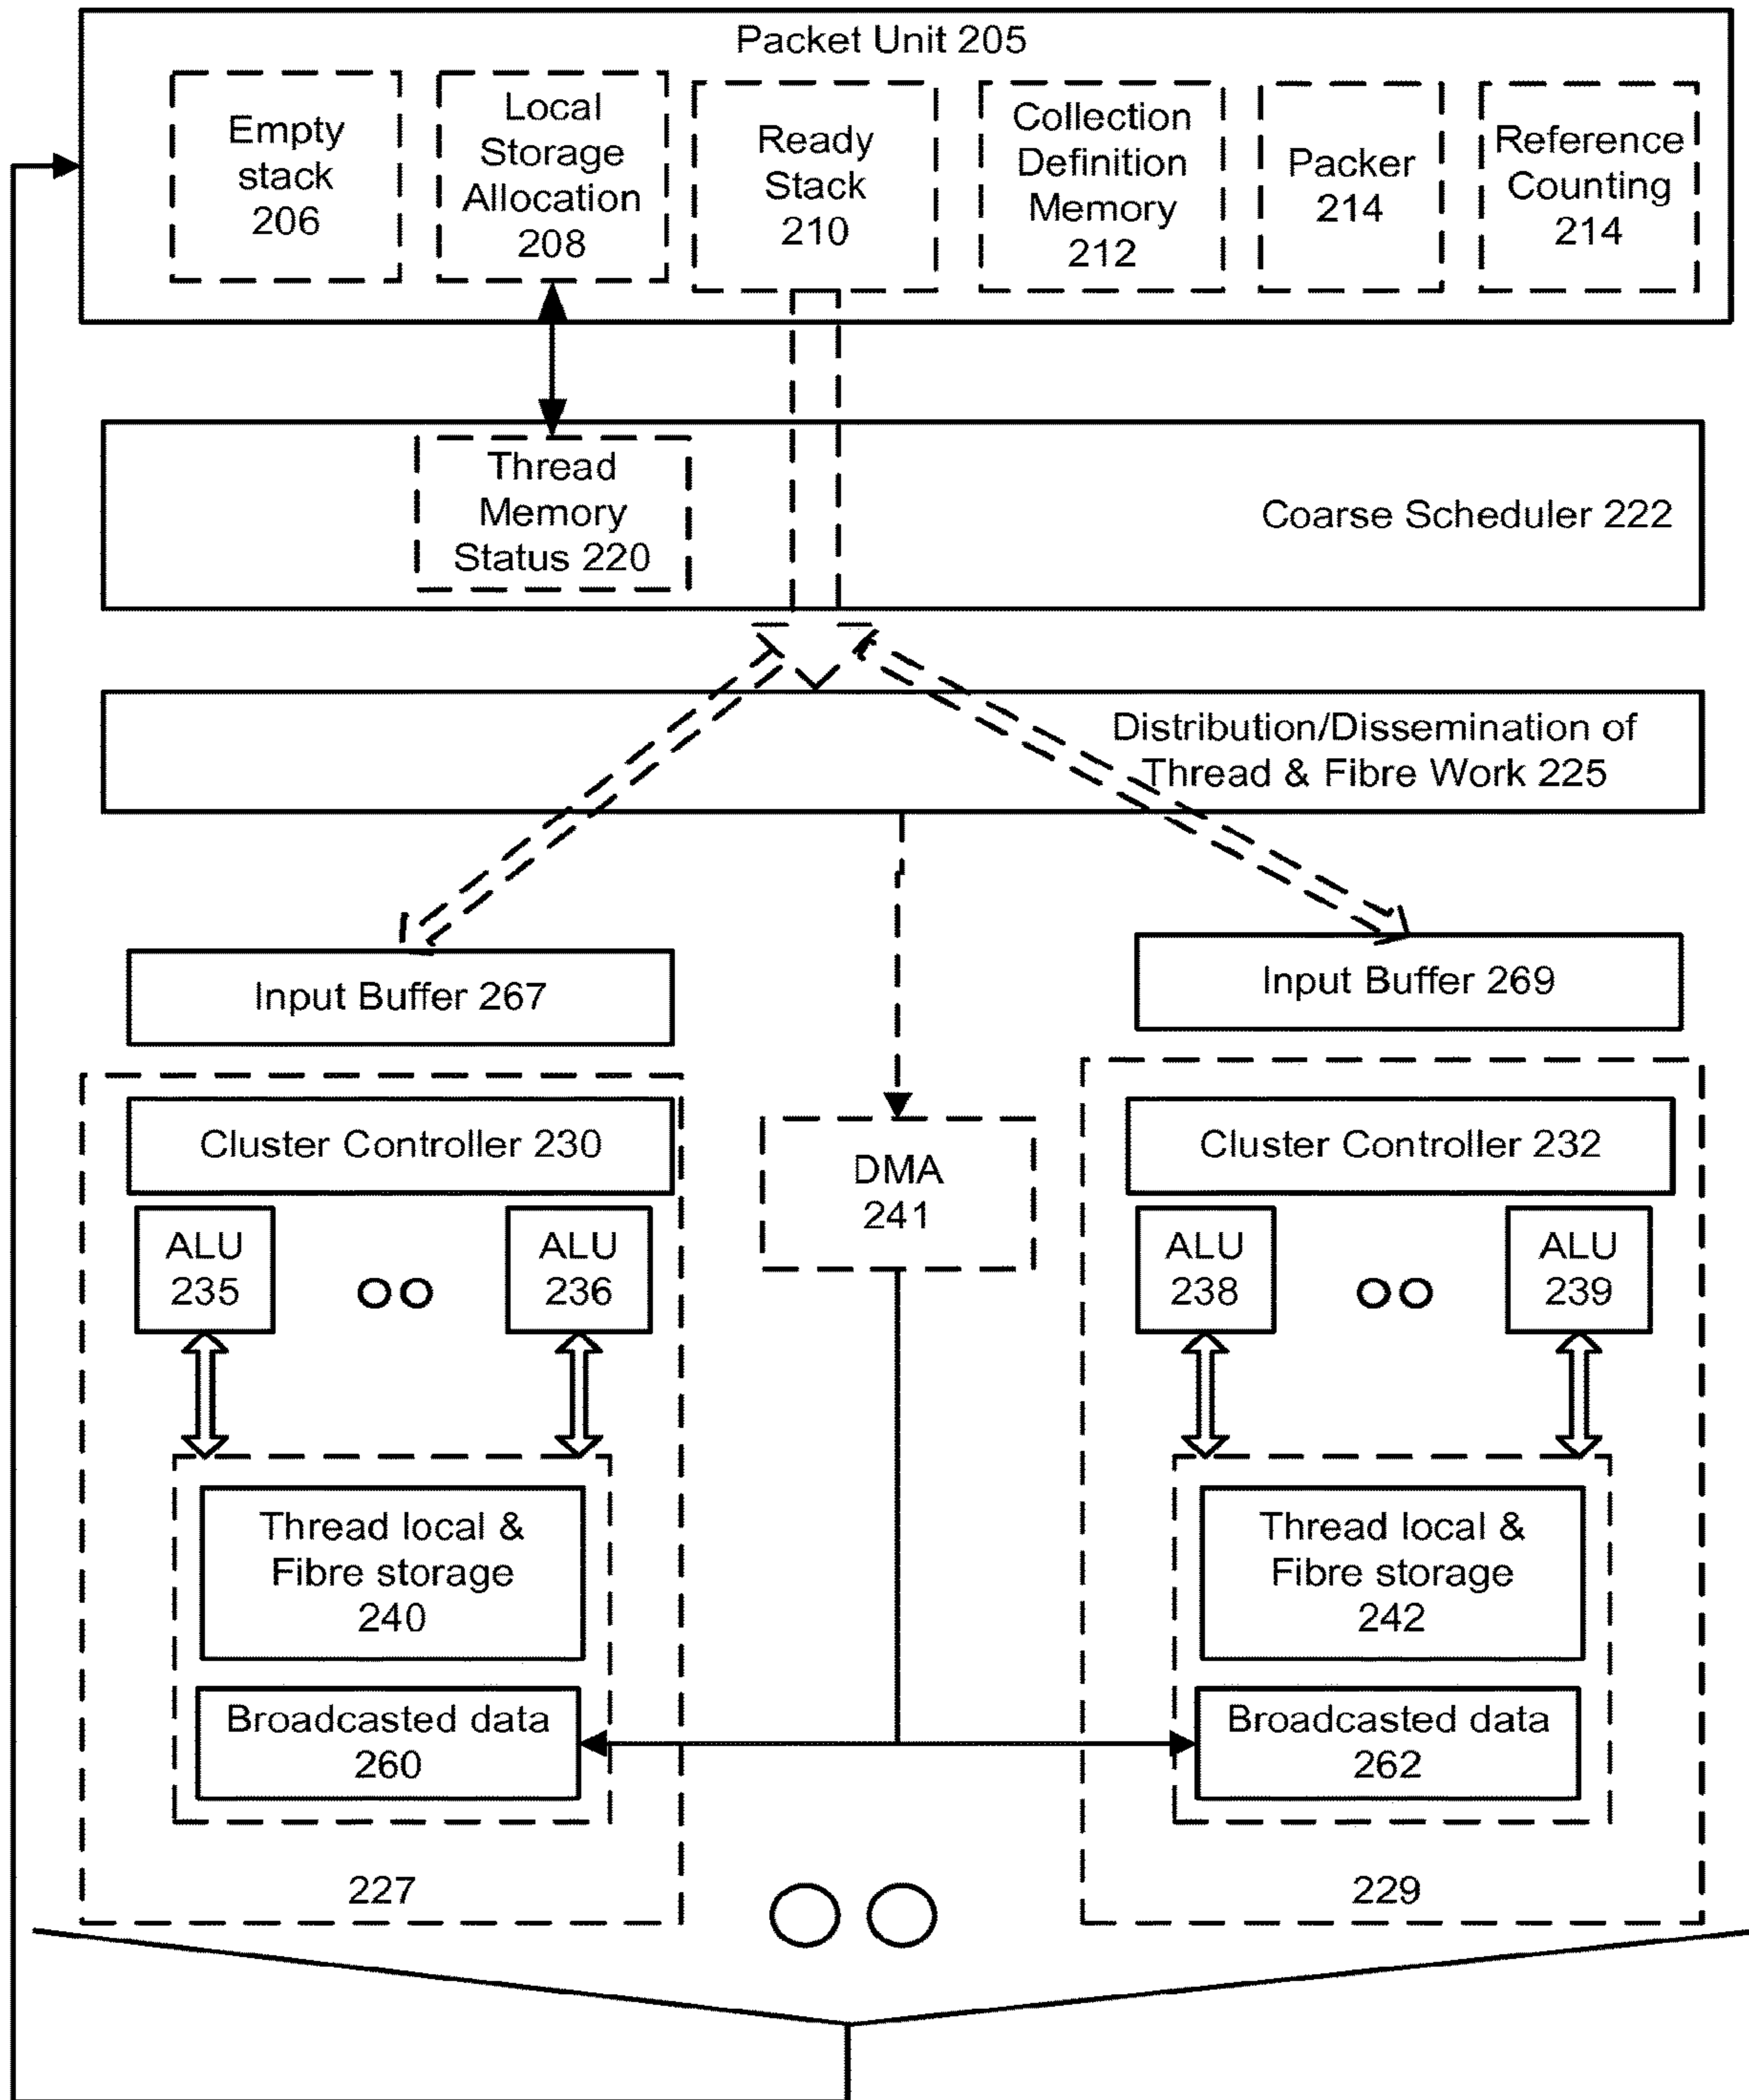 Packet Unit 205
Empty
stack
206
Local
Storage
Allocation
208
Ready
Stack
210
Collection
Definition
Memory
212
Packer
214
Reference
Counting
214
Thread
Memory
Status 220
Coarse Scheduler 222
Distribution/Dissemination of
Thread & Fibre Work 225
Input Buffer 267
Input Buffer 269
Cluster Controller 230
DMA
241
Cluster Controller 232
ALU
235
ALU
236
ALU
238
ALU
239
Thread local &
Fibre storage
240
Thread local &
Fibre storage
242
Broadcasted data
260
Broadcasted data
262
227
229